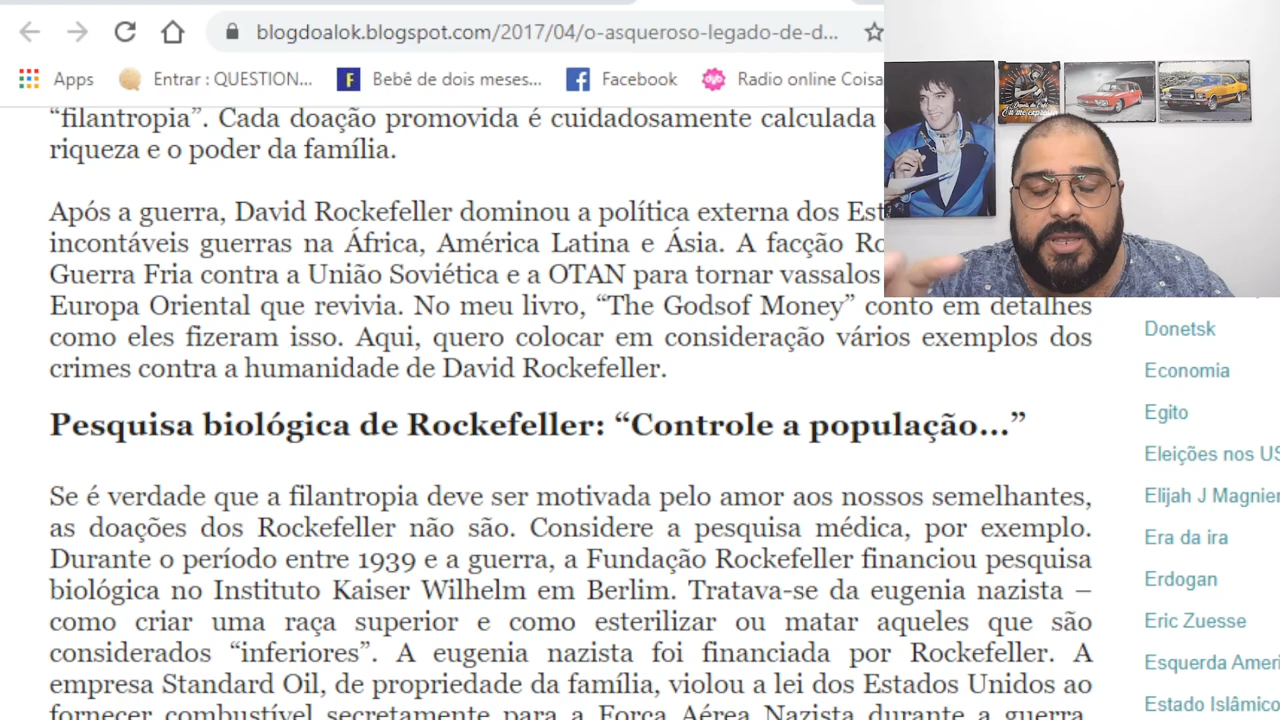 blogdoalok.blogspot.com/2017/04/o-asqueroso-legado-de-d...
Apps
Entrar : QUESTION...
Bebê de dois meses...
Facebook
Radio online Coisa
“filantropia”. Cada doação promovida é cuidadosamente calculada
riqueza e o poder da família.
Após a guerra, David Rockefeller dominou a política externa dos Est
incontáveis guerras na África, América Latina e Ásia. A facção Ro
Guerra Fria contra a União Soviética e a OTAN para tornar vassalos
Europa Oriental que revivia. No meu livro, “The Godsof Money” conto em detalhes
como eles fizeram isso. Aqui, quero colocar em consideração vários exemplos dos
crimes contra a humanidade de David Rockefeller.
Pesquisa biológica de Rockefeller: “Controle a população...”
Se é verdade que a filantropia deve ser motivada pelo amor aos nossos semelhantes,
as doações dos Rockefeller não são. Considere a pesquisa médica, por exemplo.
Durante o período entre 1939 e a guerra, a Fundação Rockefeller financiou pesquisa
biológica no Instituto Kaiser Wilhelm em Berlim. Tratava-se da eugenia nazista –
como criar uma raça superior e como esterilizar ou matar aqueles que são
considerados “inferiores”. A eugenia nazista foi financiada por Rockefeller. A
empresa Standard Oil, de propriedade da família, violou a lei dos Estados Unidos ao
fornecer combustível secretamente para a Força Aérea Nazista durante a guerra.
Donetsk
Economia
Egito
Eleições nos US
Elijah J Magnier
Era da ira
Erdogan
Eric Zuesse
Esquerda Ameri
Estado Islâmico